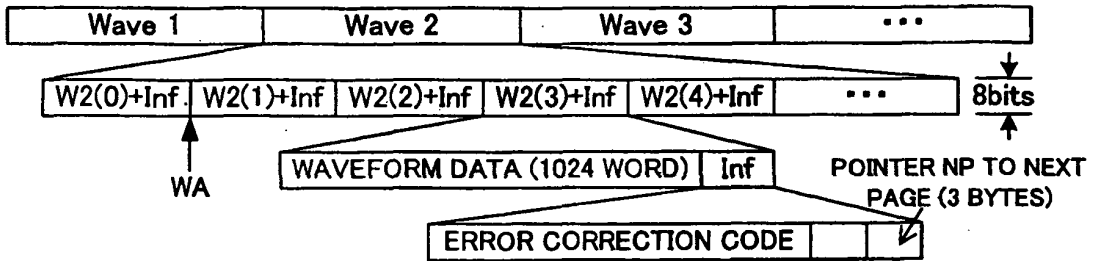 Wave 1 Wave 2 Wave 3 •••
W2(0)+Inf W2(1)+Inf W2(2)+Inf W2(3)+Inf W2(4)+Inf ••• 8bits
WA
WAVEFORM DATA (1024 WORD) Inf
POINTER NP TO NEXT
PAGE (3 BYTES)
ERROR CORRECTION CODE